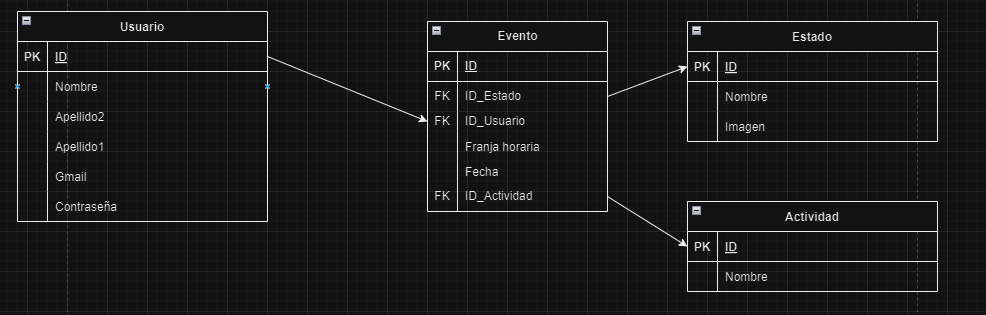 Usuario
PK ID
Nombre
Apellido2
Apellido1
Gmail
Contraseña
Evento
PK ID
FK ID_Estado
FK ID_Usuario
Franja horaria
Fecha
FK ID_Actividad
Estado
PK ID
Nombre
Imagen
Actividad
PK ID
Nombre